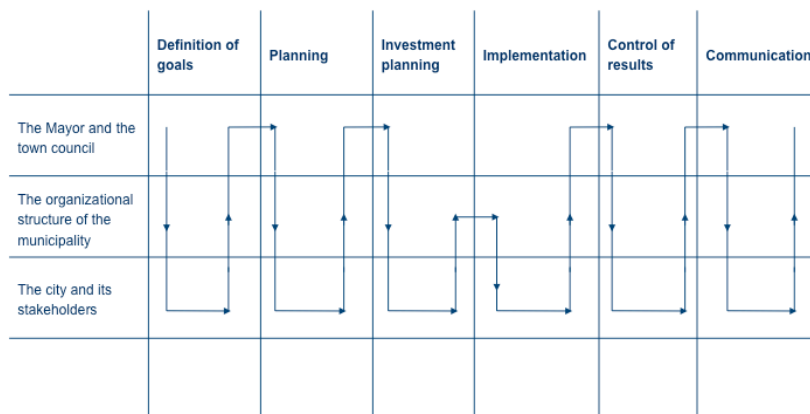 Definition of
goals
Planning
Investment
planning
Implementation
Control of
results
Communication
The Mayor and the
town council
The organizational
structure of the
municipality
The city and its
stakeholders